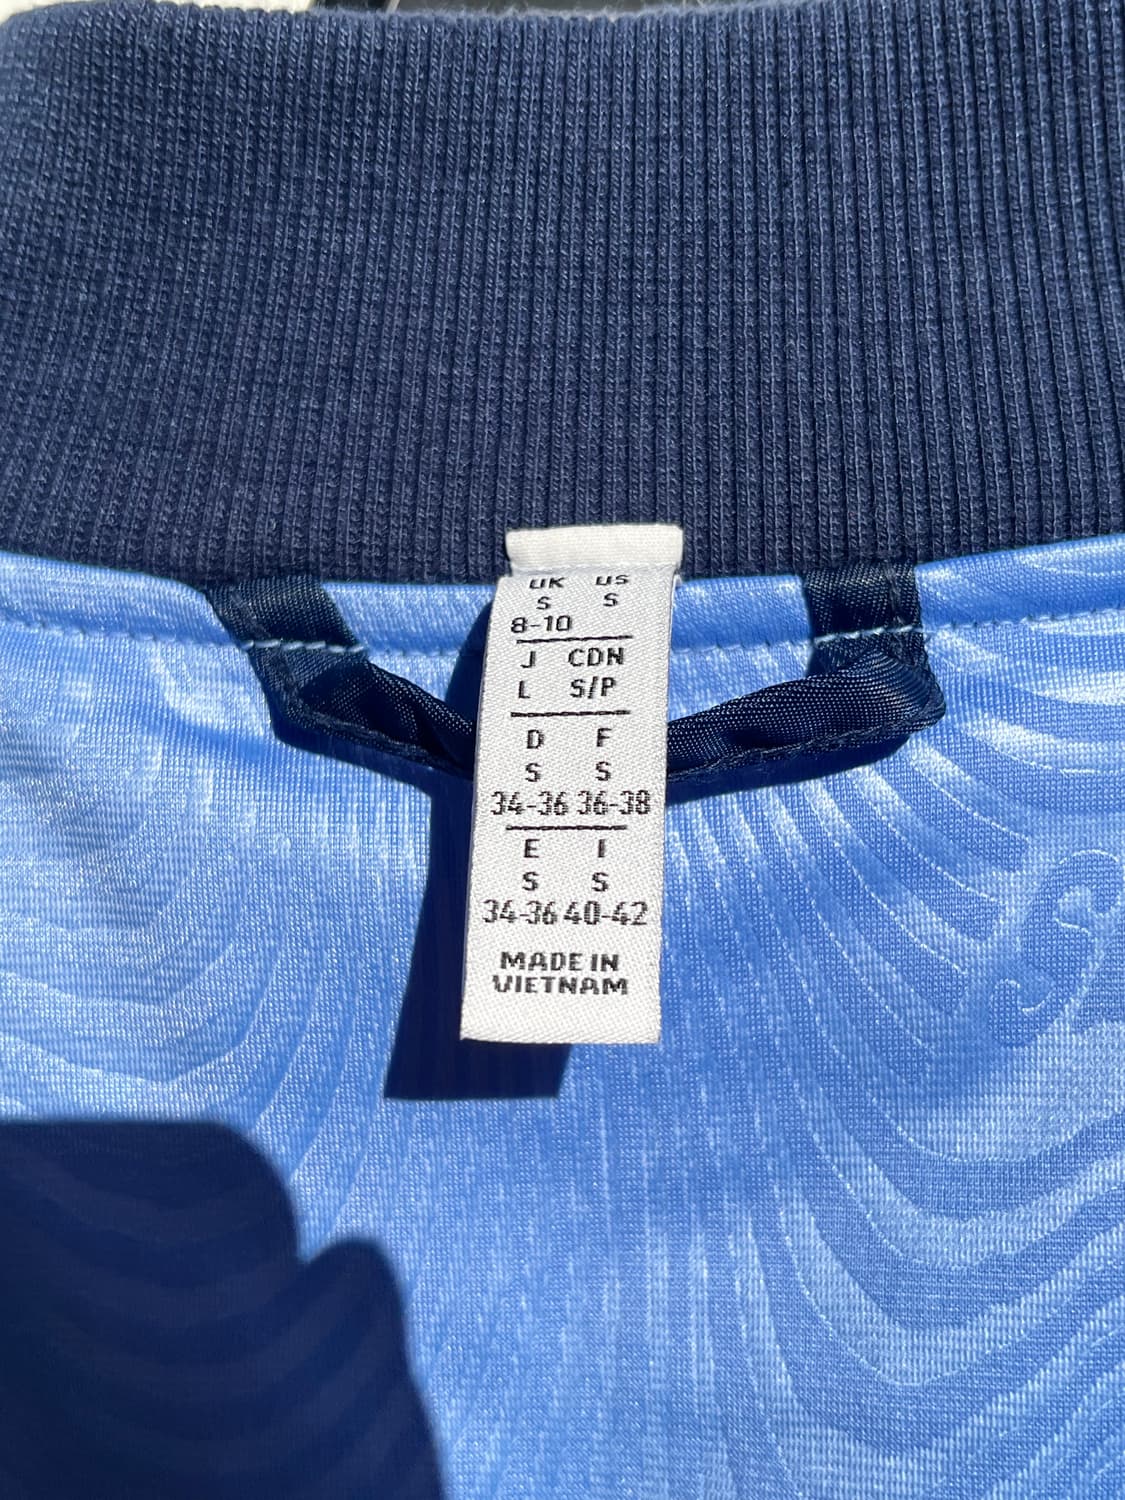 UK US
S S
8-10
J CDN
L S/P
D F
S S
34-36 36-38
E I
S S
34-36 40-42
MADE IN
VIETNAM